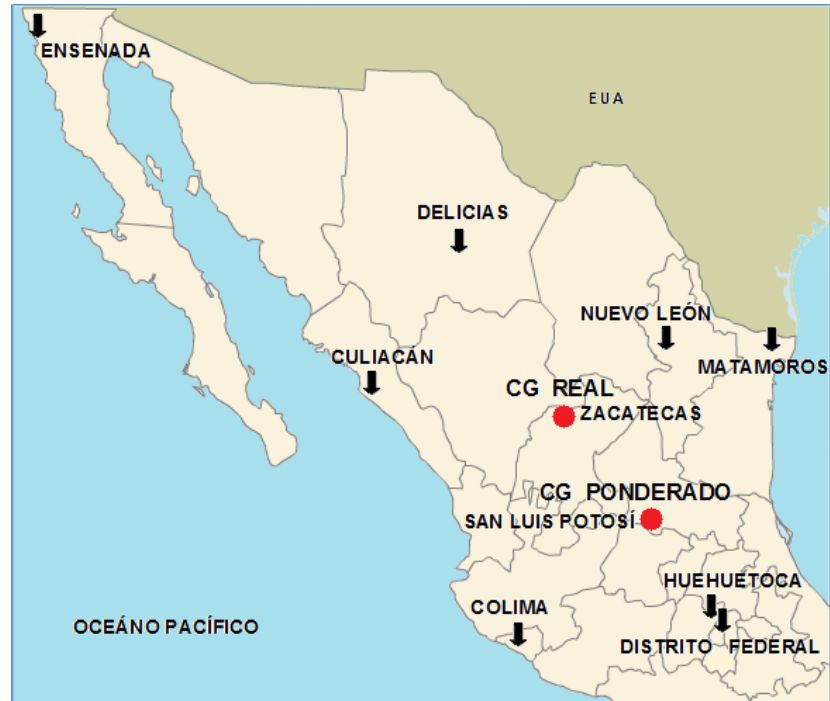 ENSENADA
EUA
DELICIAS
NUEVO LEÓN
CULIACÁN
MATAMOROS
CG REAL
ZACATECAS
CG PONDERADO
SAN LUIS POTOSÍ
HUEHUETOCA
COLIMA
OCEÁNO PACÍFICO
DISTRITO FEDERAL